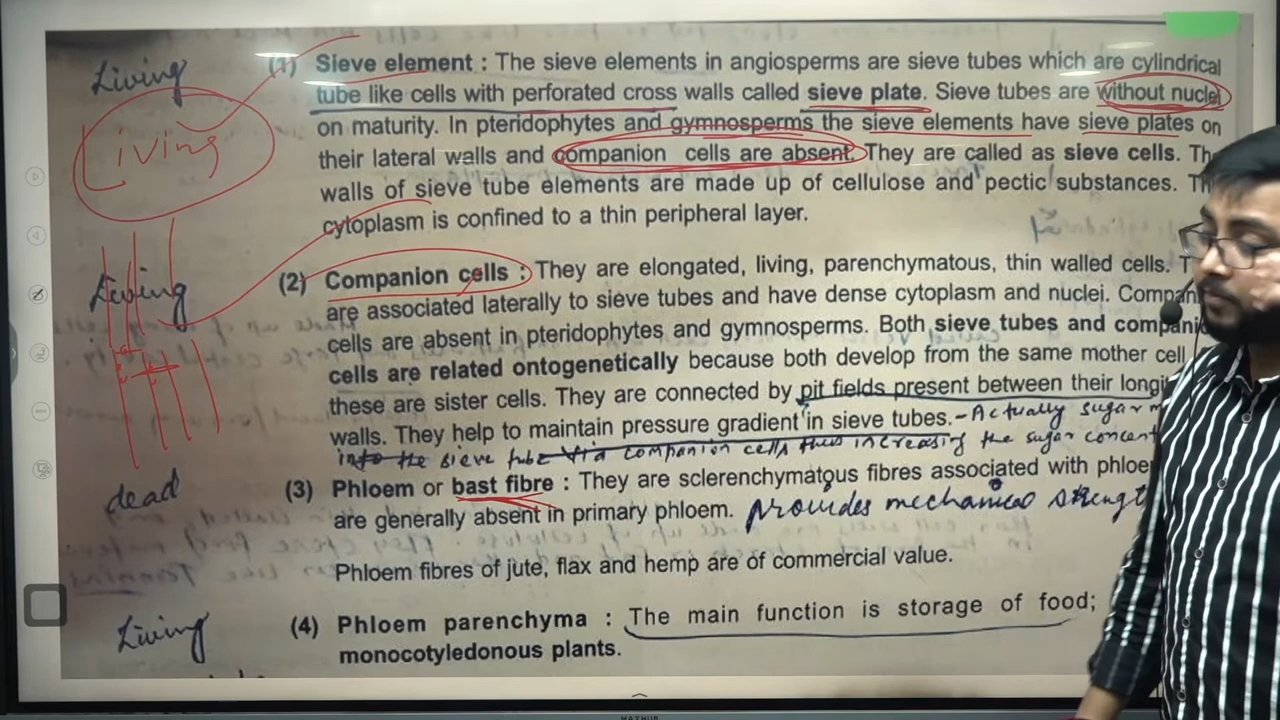 Living
(1) Sieve element : The sieve elements in angiosperms are sieve tubes which are cylindrical
tube like cells with perforated cross walls called sieve plate. Sieve tubes are without nuclei
Living
on maturity. In pteridophytes and gymnosperms the sieve elements have sieve plates on
their lateral walls and companion cells are absent. They are called as sieve cells. Th
walls of sieve tube elements are made up of cellulose and pectic substances. Th
cytoplasm is confined to a thin peripheral layer.
Living
(2) Companion cells : They are elongated, living, parenchymatous, thin walled cells. T
are associated laterally to sieve tubes and have dense cytoplasm and nuclei. Compan
cells are absent in pteridophytes and gymnosperms. Both sieve tubes and compani
cells are related ontogenetically because both develop from the same mother cell
these are sister cells. They are connected by pit fields present between their longi
walls. They help to maintain pressure gradient in sieve tubes. - Actually sugar m
into the sieve tube via companion cells thus increasing the sugar concent
dead
(3) Phloem or bast fibre : They are sclerenchymatous fibres associated with phloe
are generally absent in primary phloem. provides mechanical strengt
Phloem fibres of jute, flax and hemp are of commercial value.
Living
(4) Phloem parenchyma : The main function is storage of food;
monocotyledonous plants.